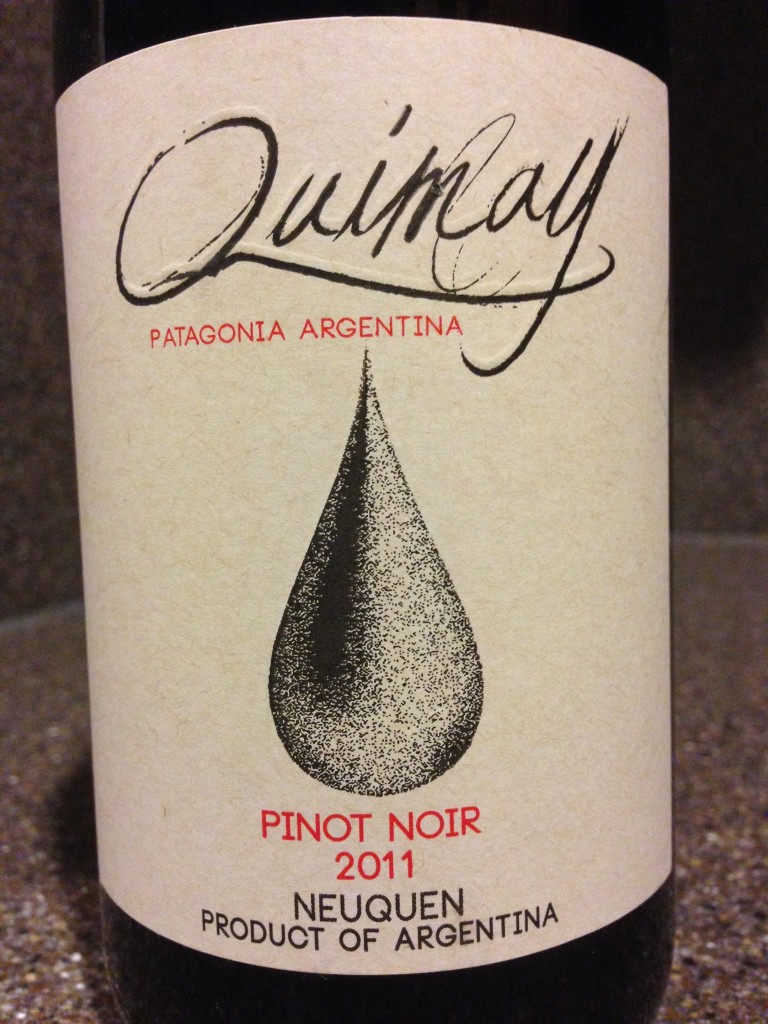 Quimay
PATAGONIA ARGENTINA
PINOT NOIR
2011
NEUQUEN
PRODUCT OF ARGENTINA